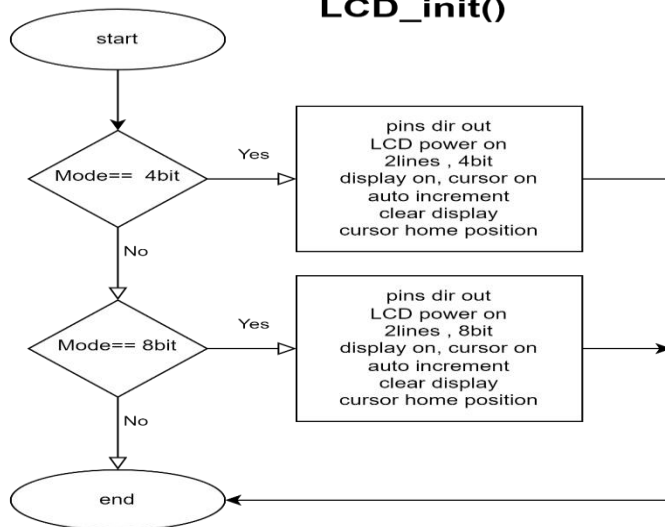 LCD_init()
start
Mode== 4bit
Yes
pins dir out
LCD power on
2lines , 4bit
display on, cursor on
auto increment
clear display
cursor home position
No
Mode== 8bit
Yes
pins dir out
LCD power on
2lines , 8bit
display on, cursor on
auto increment
clear display
cursor home position
No
end